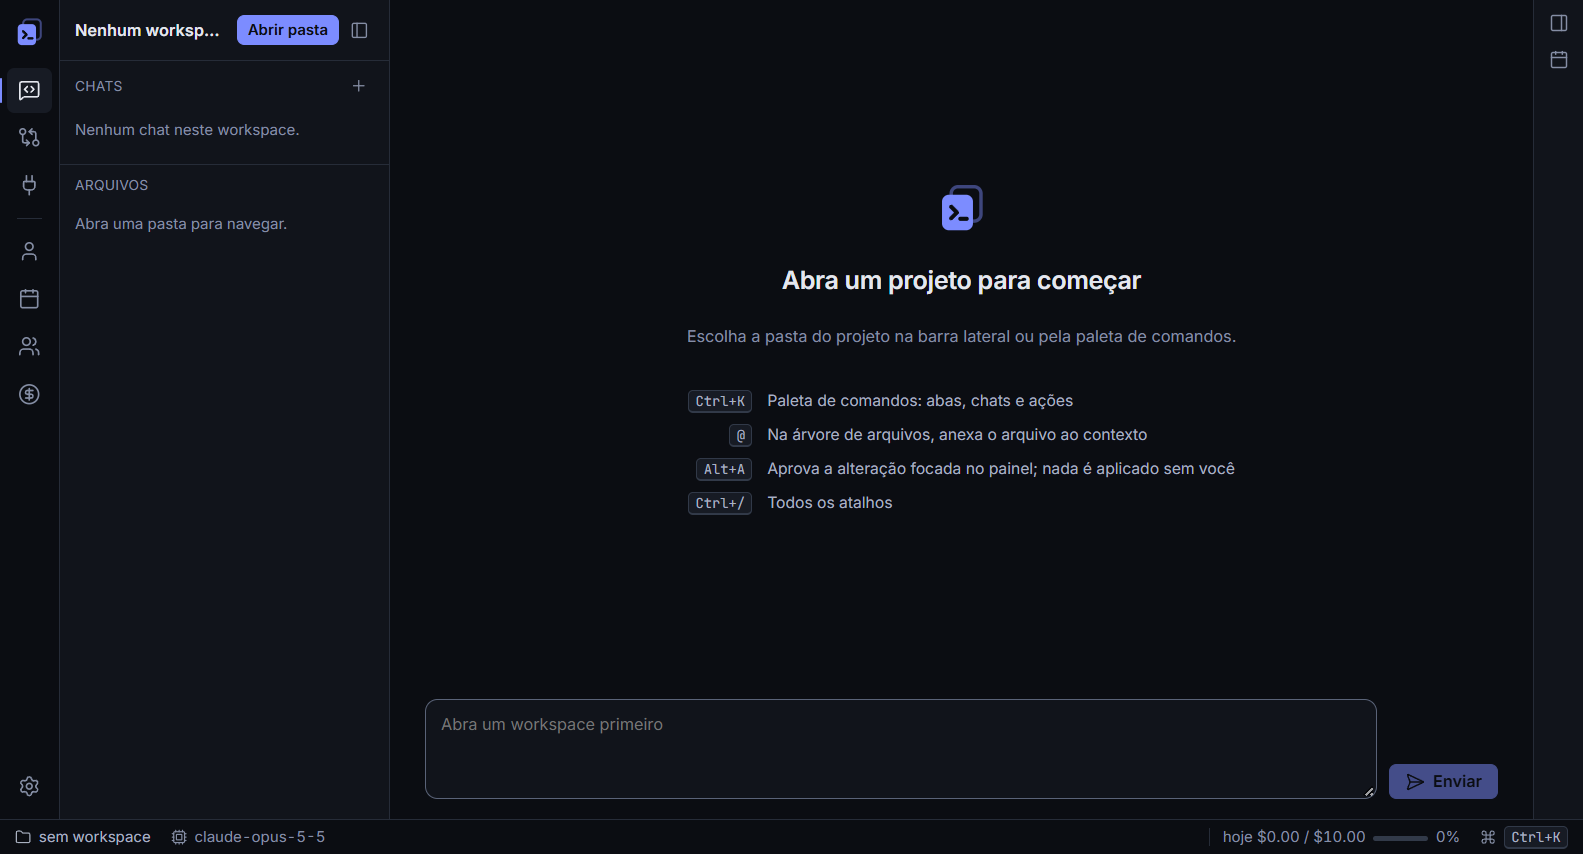 Nenhum worksp...
Abrir pasta
CHATS
Nenhum chat neste workspace.
ARQUIVOS
Abra uma pasta para navegar.
Abra um projeto para começar
Escolha a pasta do projeto na barra lateral ou pela paleta de comandos.
Ctrl+K Paleta de comandos: abas, chats e ações
@ Na árvore de arquivos, anexa o arquivo ao contexto
Alt+A Aprova a alteração focada no painel; nada é aplicado sem você
Ctrl+/ Todos os atalhos
Abra um workspace primeiro
Enviar
sem workspace claude-opus-5-5 hoje $0.00 / $10.00 0% ⌘ Ctrl+K